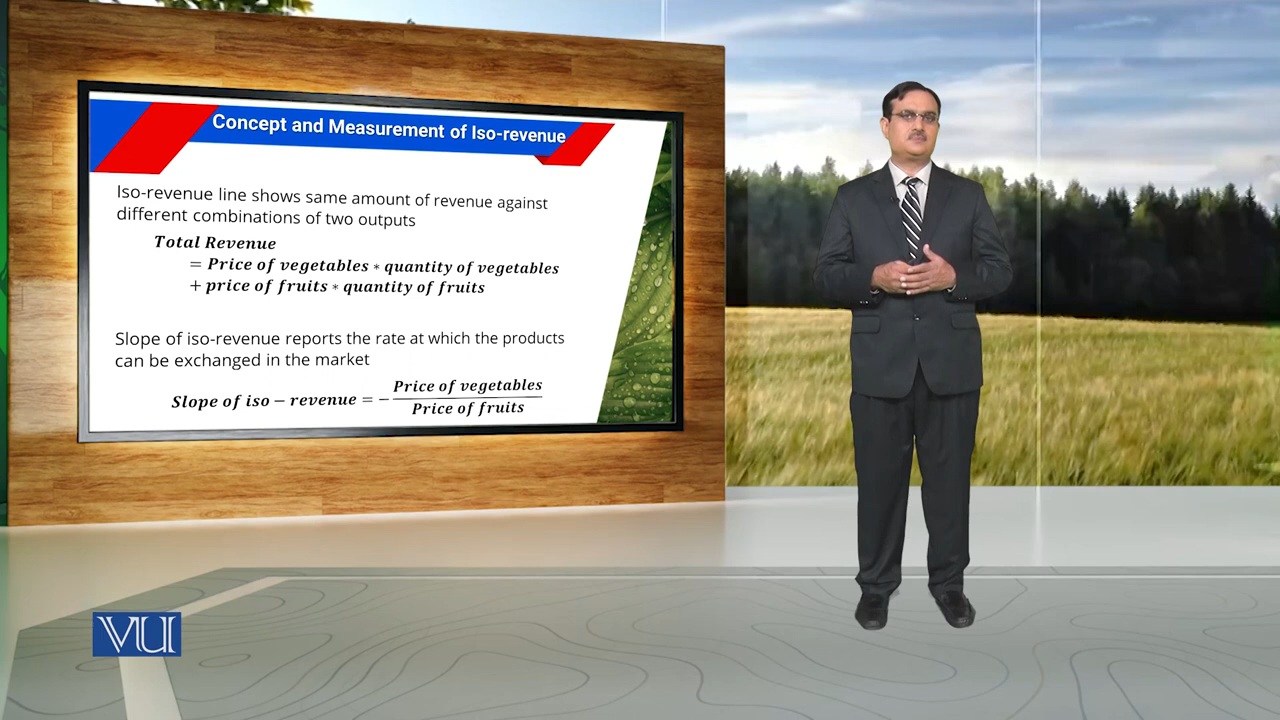 Concept and Measurement of Iso-revenue
Iso-revenue line shows same amount of revenue against
different combinations of two outputs
Total Revenue
= Price of vegetables * quantity of vegetables
+ price of fruits * quantity of fruits
Slope of iso-revenue reports the rate at which the products
can be exchanged in the market
Slope of iso − revenue = − Price of vegetables
Price of fruits
VU